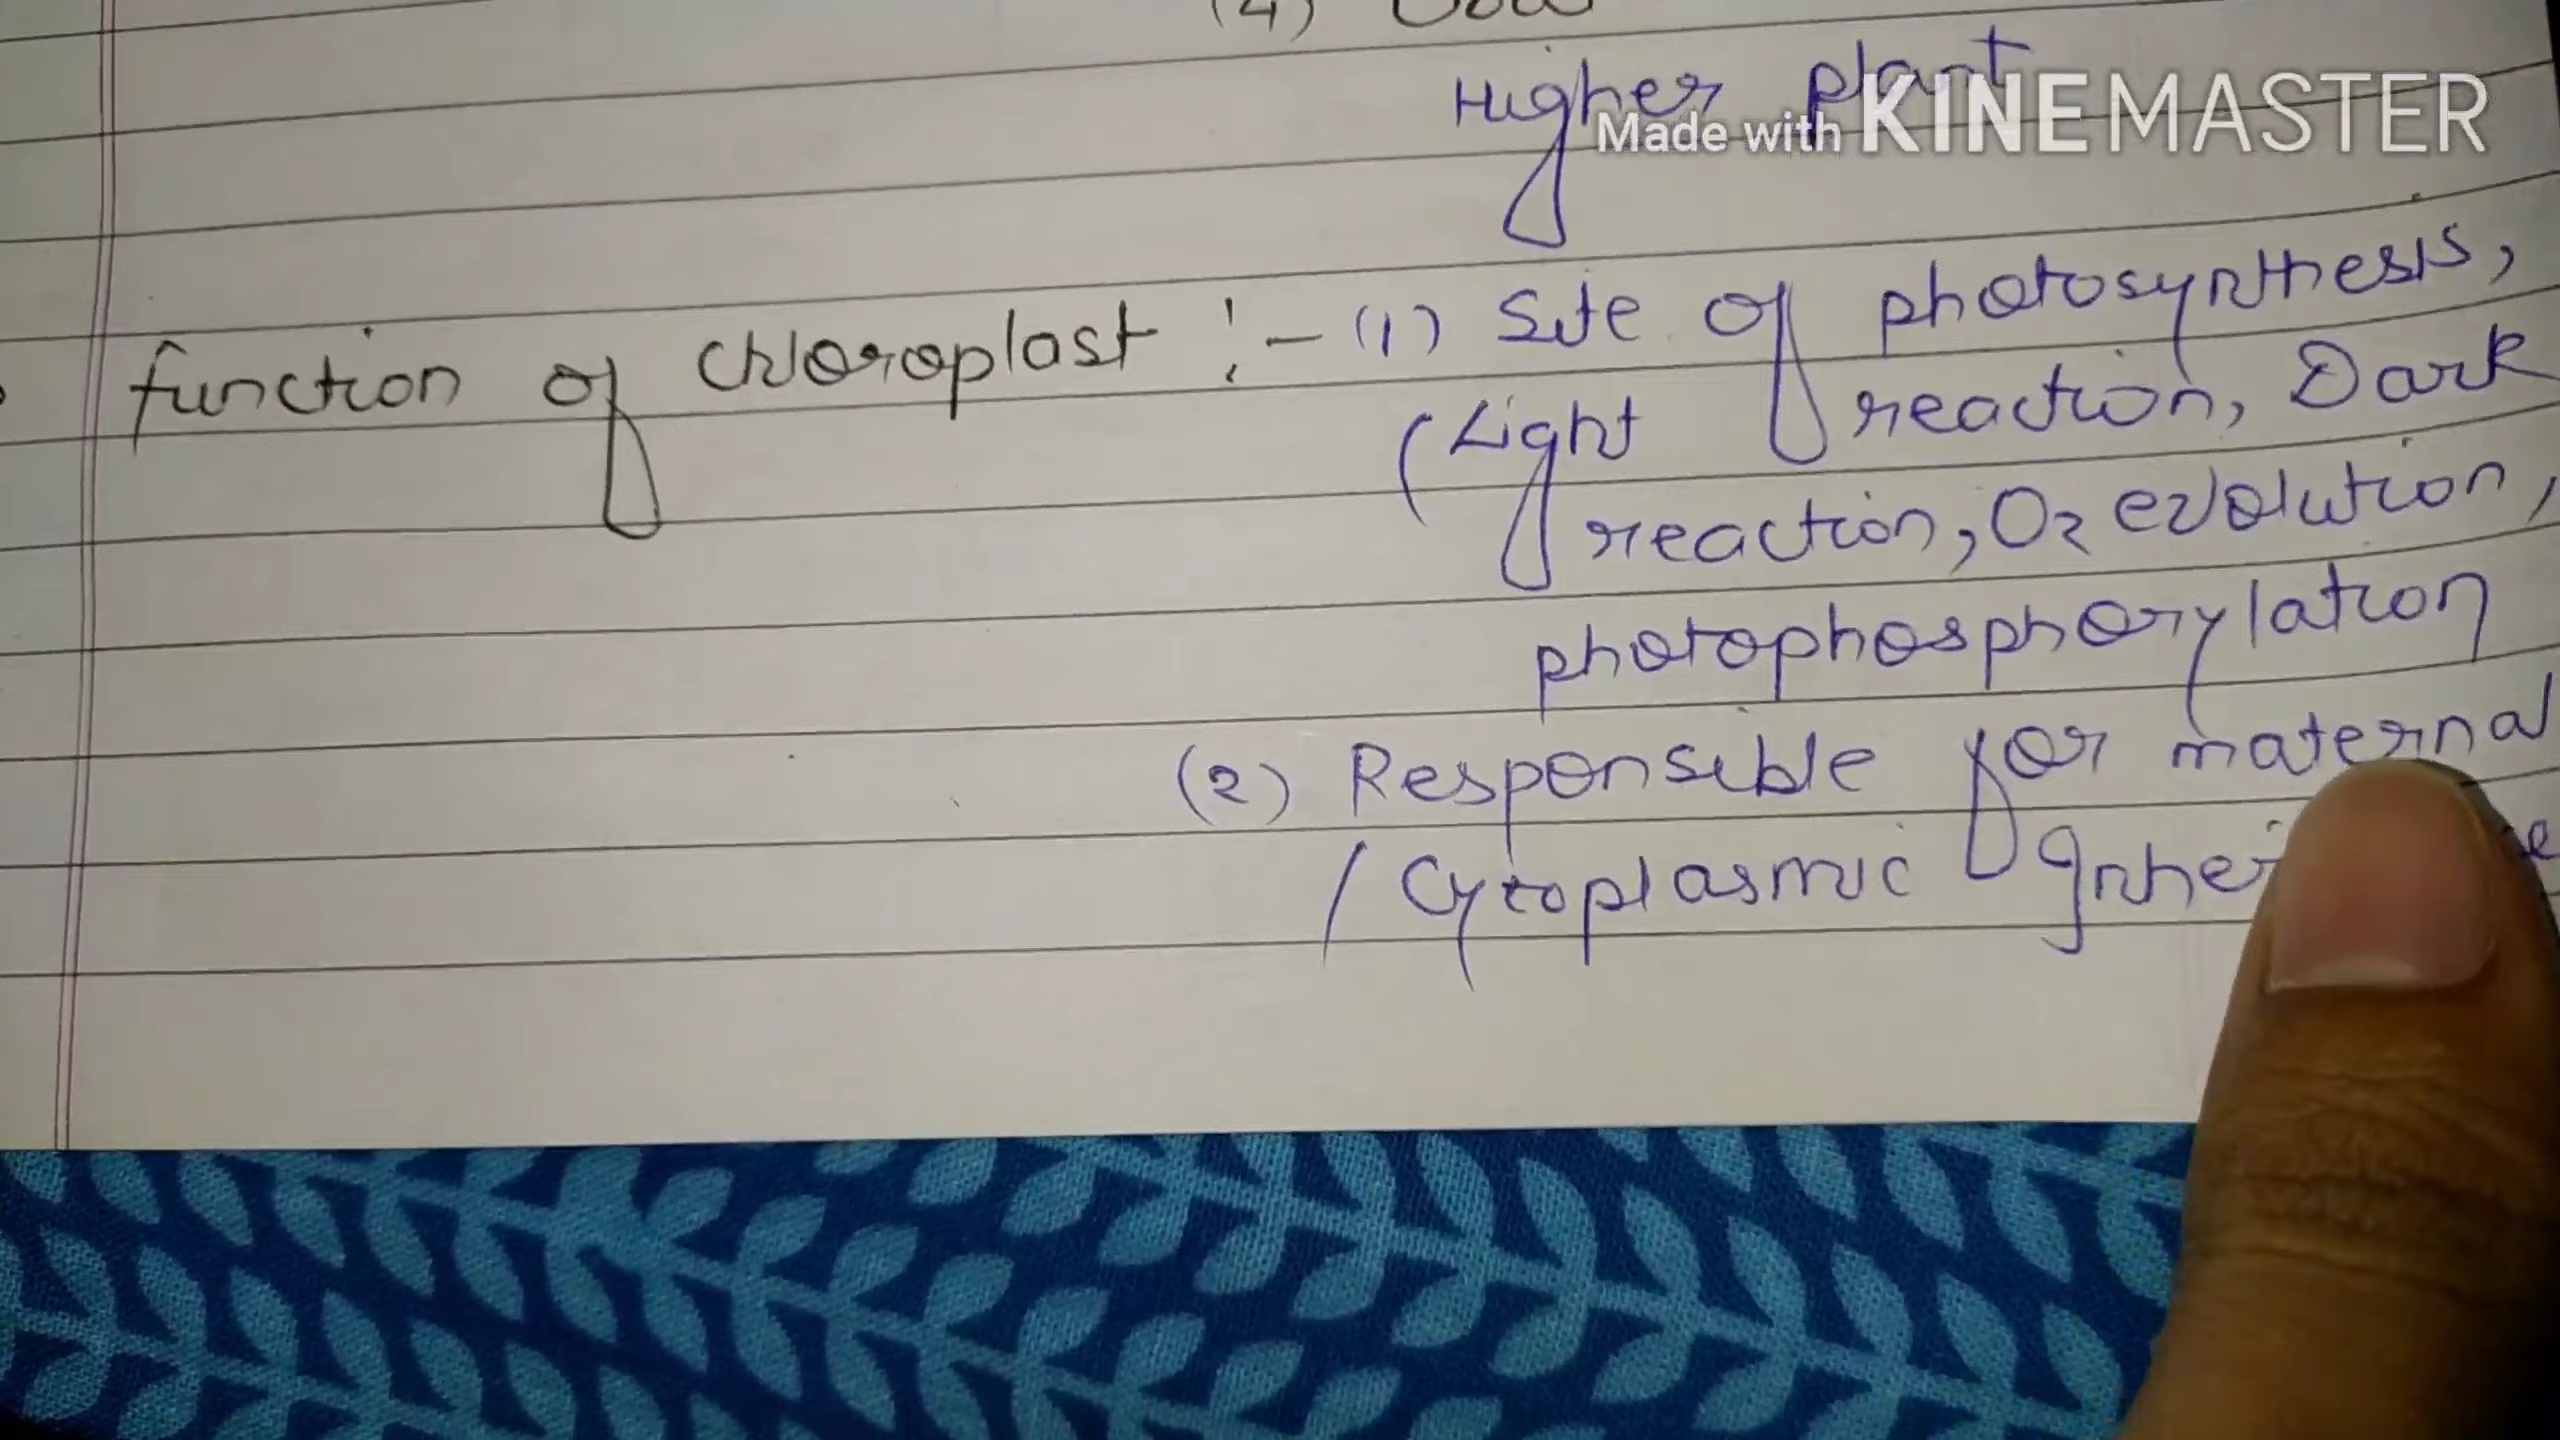 (4)
Higher plant
Made with KINEMASTER
function of chloroplast :- (1) Site of photosynthesis,
(Light reaction, Dark
reaction, O2 evolution,
photophosphorylation
(2) Responsible for maternal
/ Cytoplasmic